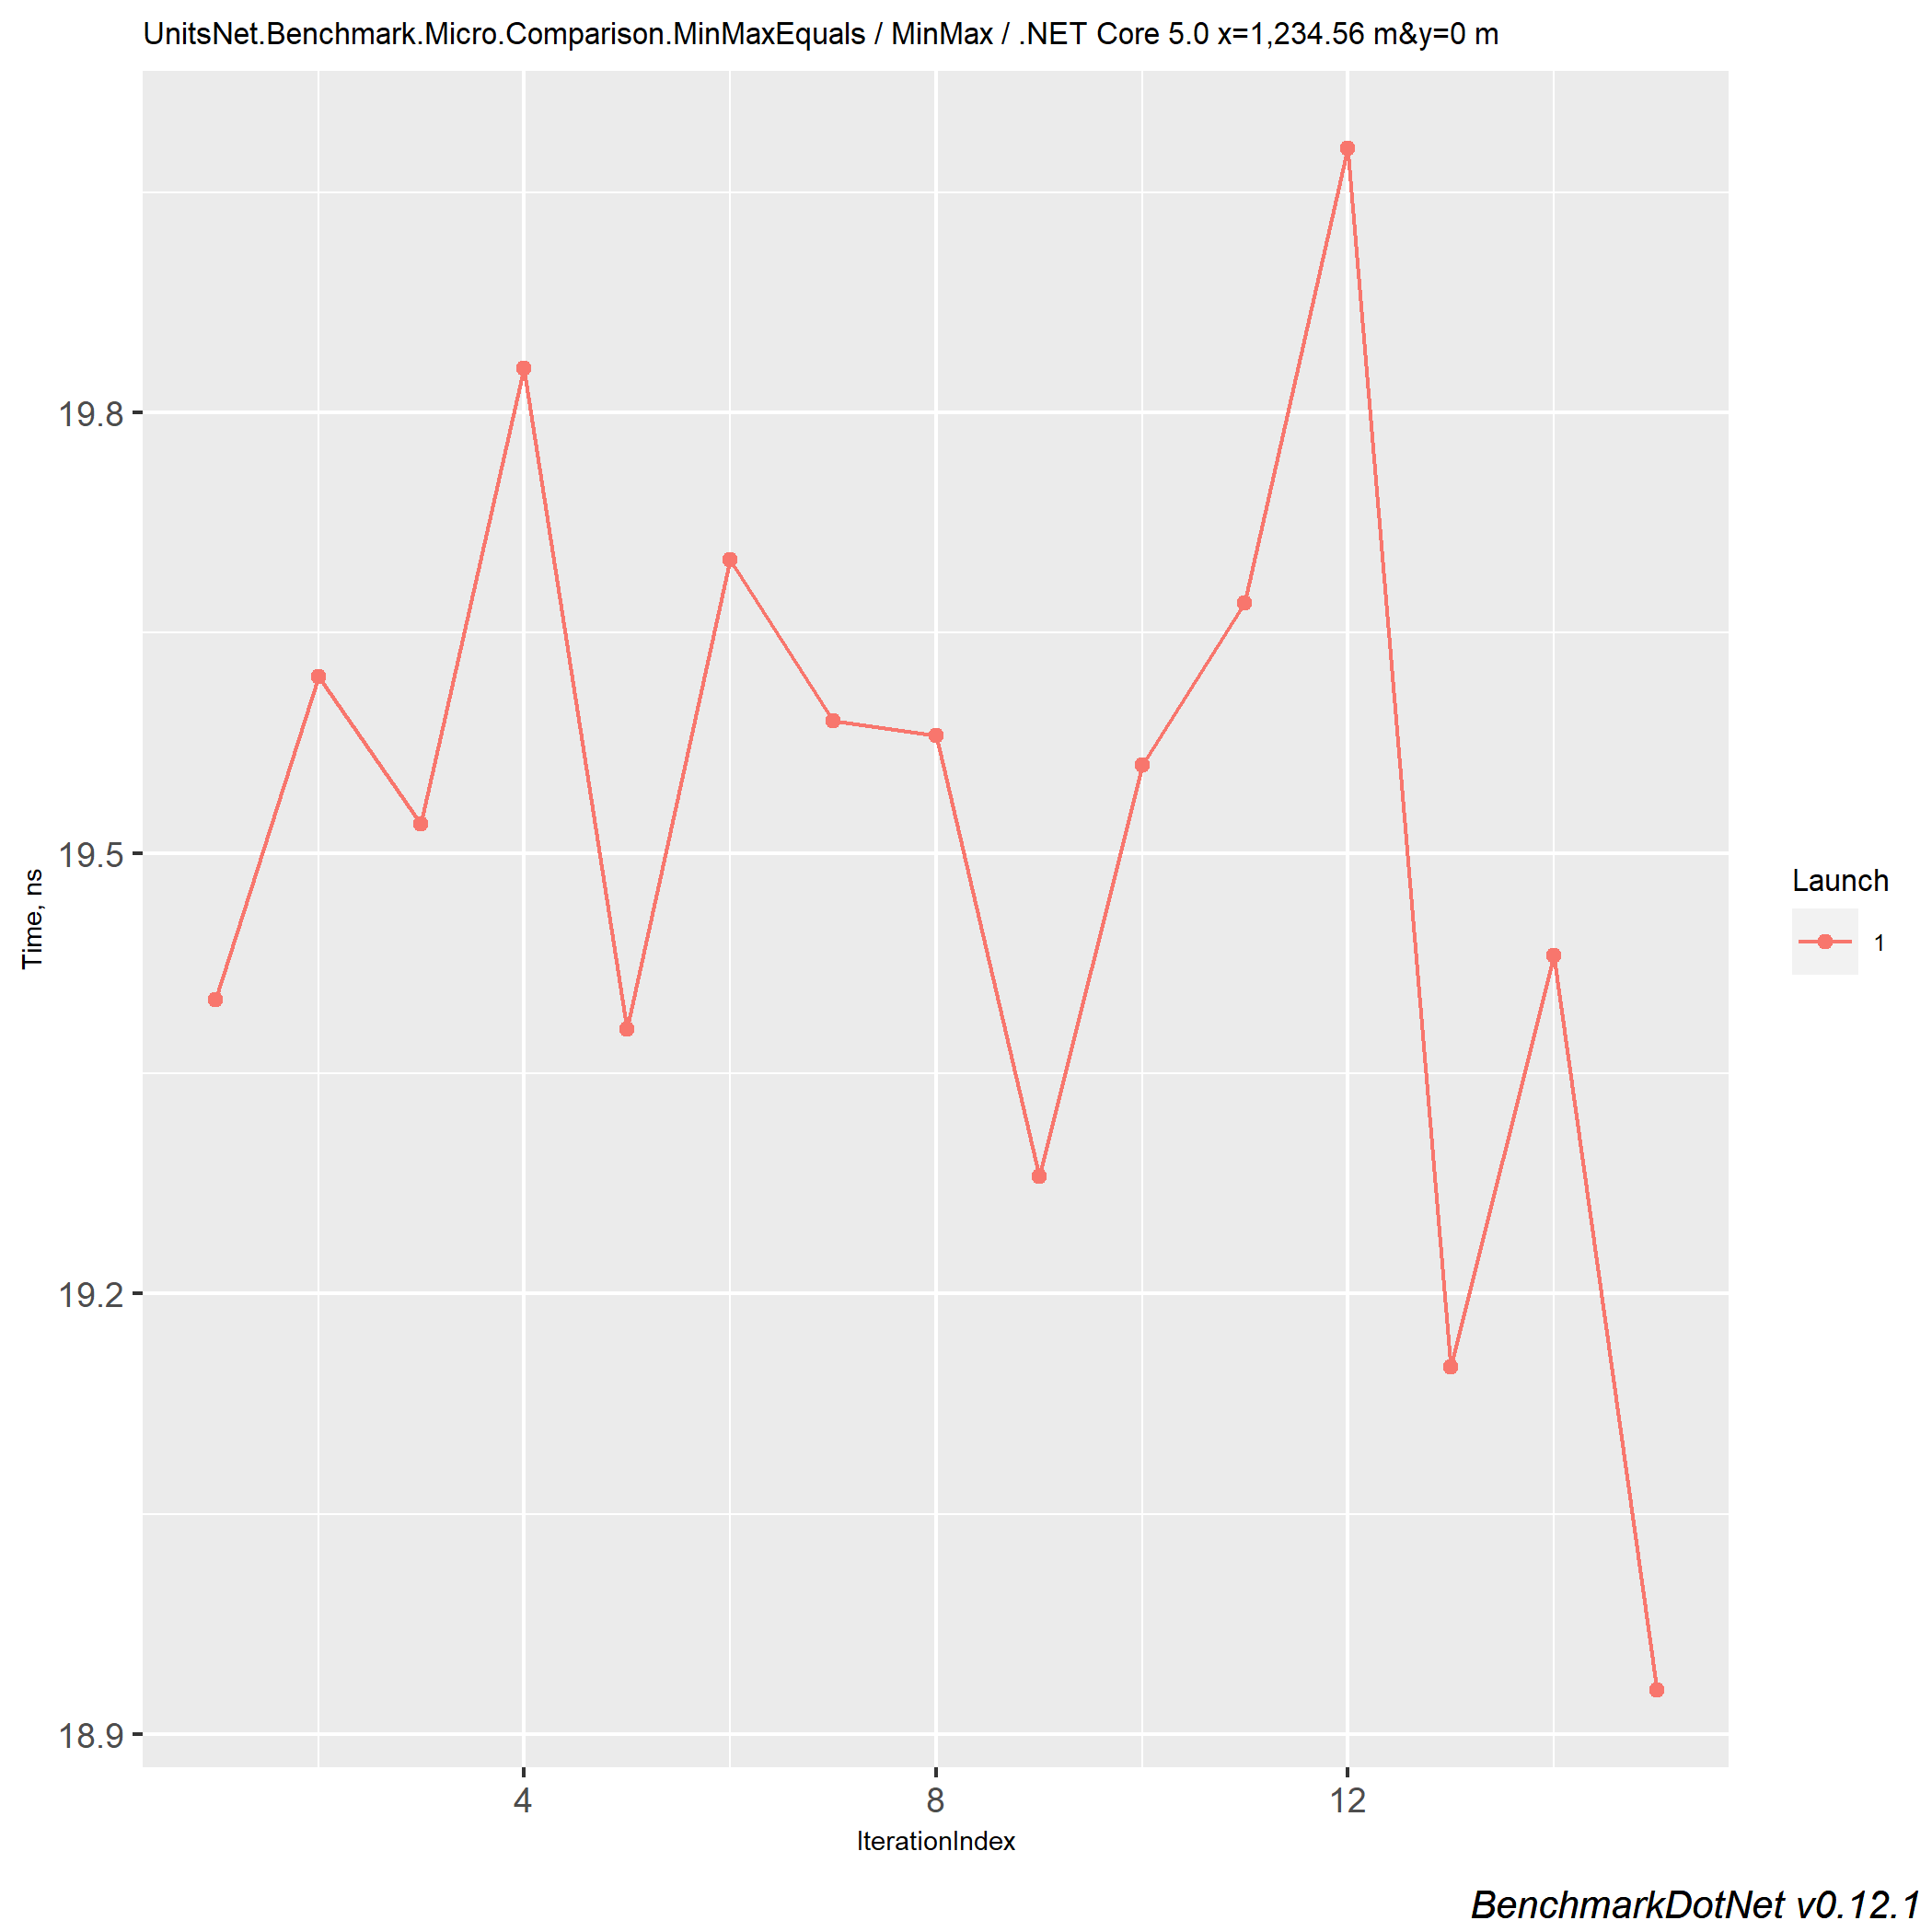 UnitsNet.Benchmark.Micro.Comparison.MinMaxEquals / MinMax / .NET Core 5.0 x=1,234.56 m&y=0 m
19.8
19.5
19.2
18.9
Time, ns
4
8
12
IterationIndex
Launch
1
BenchmarkDotNet v0.12.1